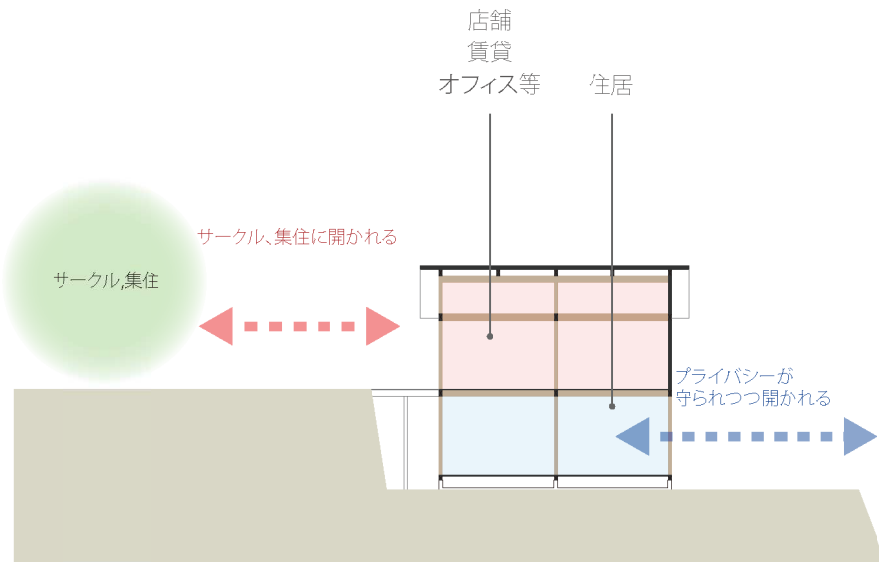 店舗
賃貸
オフィス等
住居
サークル、集住に開かれる
サークル,集住
プライバシーが
守られつつ開かれる